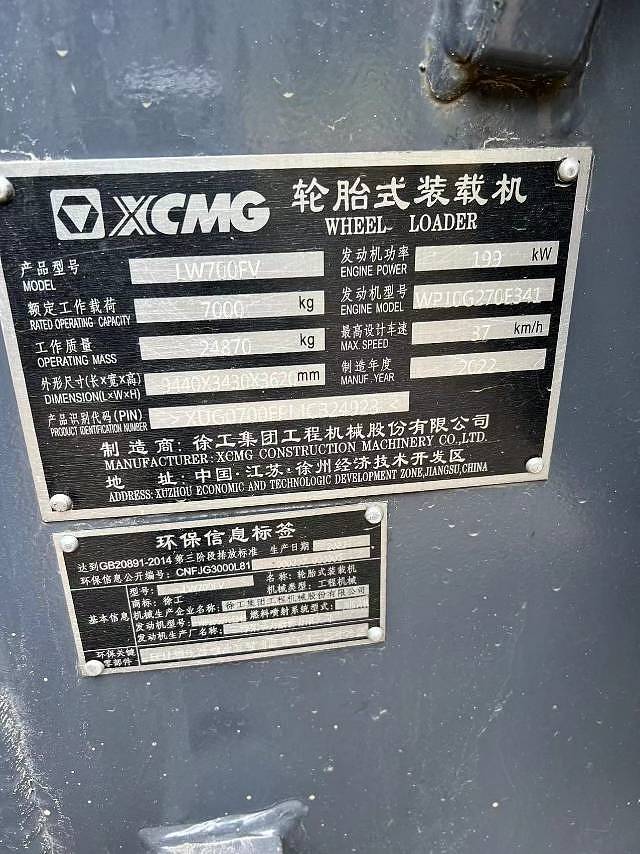 XCMG 轮胎式装载机
WHEEL LOADER
产品型号 LW700FV
MODEL
额定工作载荷 7000 kg
RATED OPERATING CAPACITY
工作质量 24870 kg
OPERATING MASS
外形尺寸(长×宽×高) 9440X3430X3620 mm
DIMENSION(L×W×H)
产品识别代码(PIN)
PRODUCT IDENTIFICATION NUMBER
发动机功率 199 kW
ENGINE POWER
发动机型号 WP10G270E341
ENGINE MODEL
最高设计车速 37 km/h
MAX. SPEED
制造年度 2022
MANUF. YEAR
制造商:徐工集团工程机械股份有限公司
MANUFACTURER: XCMG CONSTRUCTION MACHINERY CO.,LTD.
地 址:中国·江苏·徐州经济技术开发区
ADDRESS: XUZHOU ECONOMIC AND TECHNOLOGIC DEVELOPMENT ZONE,JIANGSU,CHINA
环保信息标签
达到GB20891-2014 第三阶段排放标准 生产日期:
环保信息公开编号: CNFJG3000L81
基本信息
型号: 名称: 轮胎式装载机
商标: 徐工 机械类型: 工程机械
机械生产企业名称: 徐工集团工程机械股份有限公司
发动机型号: 燃料喷射系统型式:
发动机生产厂名称:
环保关键
零部件